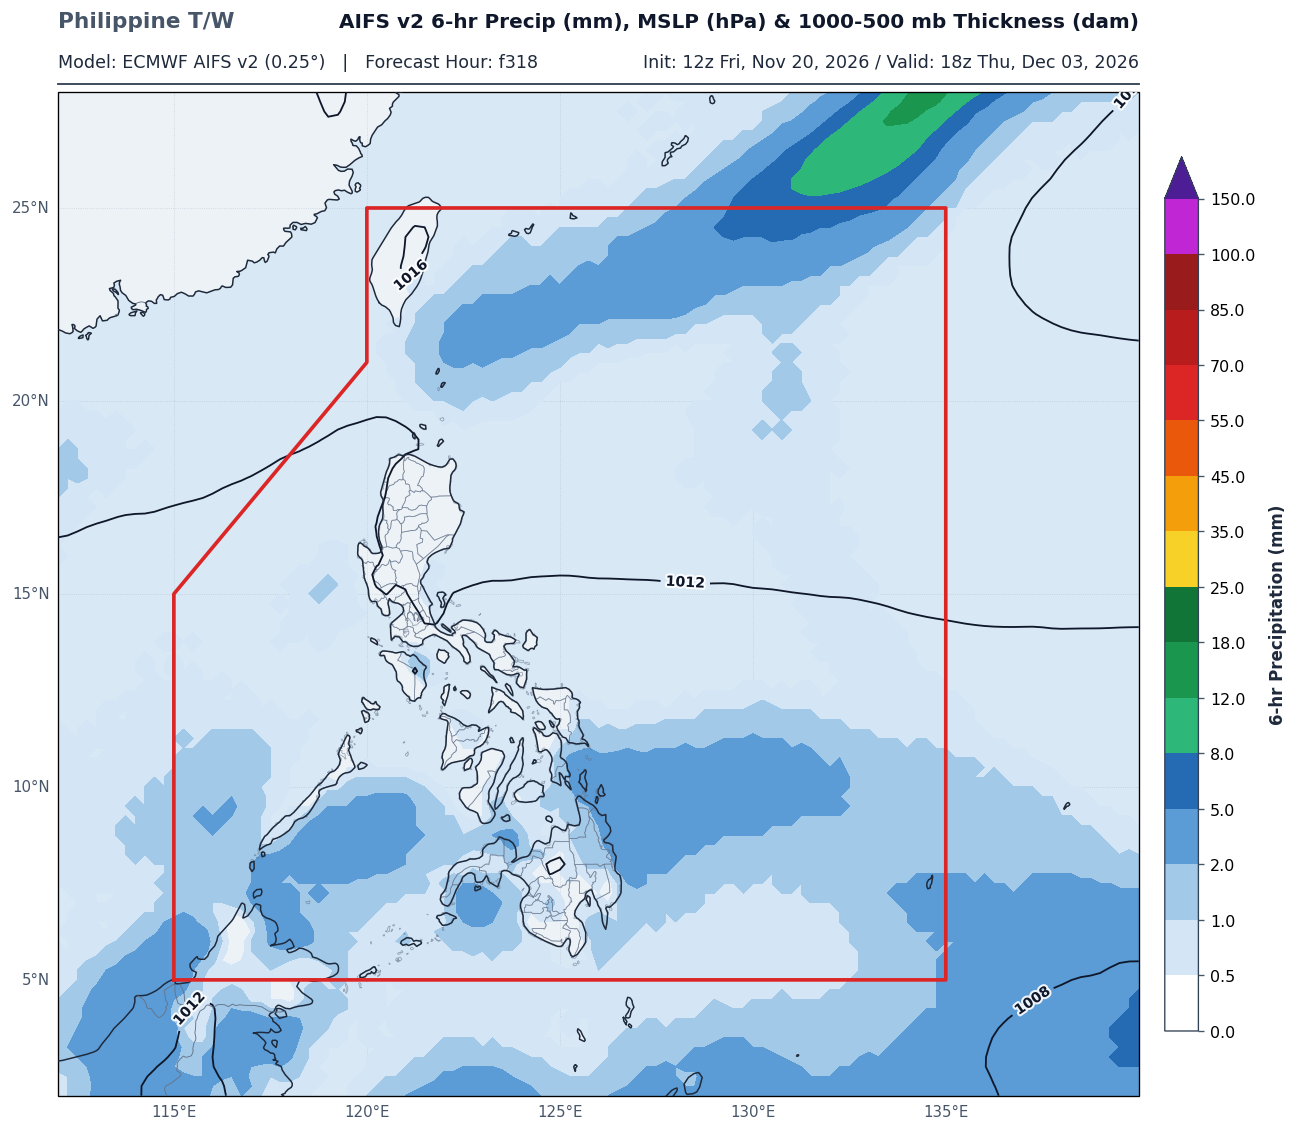 Philippine T/W
AIFS v2 6-hr Precip (mm), MSLP (hPa) & 1000-500 mb Thickness (dam)
Model: ECMWF AIFS v2 (0.25°) | Forecast Hour: f318
Init: 12z Fri, Nov 20, 2026 / Valid: 18z Thu, Dec 03, 2026
25°N
20°N
15°N
10°N
5°N
115°E
120°E
125°E
130°E
135°E
1016
1012
1012
1008
150.0
100.0
85.0
70.0
55.0
45.0
35.0
25.0
18.0
12.0
8.0
5.0
2.0
1.0
0.5
0.0
6-hr Precipitation (mm)